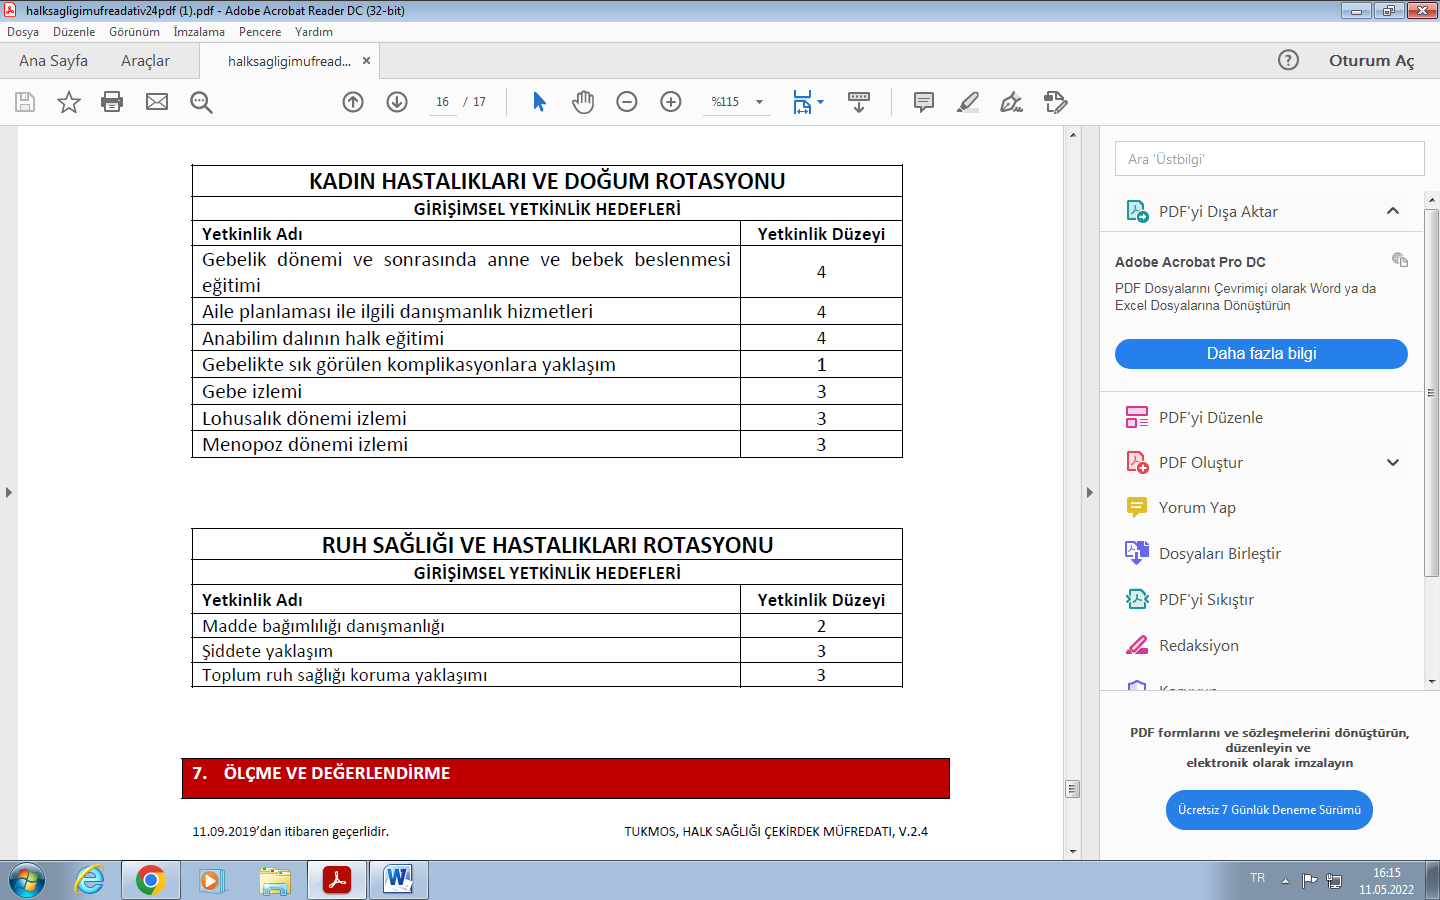 halksagligimufreadativ24pdf (1).pdf - Adobe Acrobat Reader DC (32-bit)
Dosya Düzenle Görünüm İmzalama Pencere Yardım
Ana Sayfa Araçlar halksagligimufread... × ? Oturum Aç
16 / 17 %115
KADIN HASTALIKLARI VE DOĞUM ROTASYONU
GİRİŞİMSEL YETKİNLİK HEDEFLERİ
Yetkinlik Adı Yetkinlik Düzeyi
Gebelik dönemi ve sonrasında anne ve bebek beslenmesi
eğitimi 4
Aile planlaması ile ilgili danışmanlık hizmetleri 4
Anabilim dalının halk eğitimi 4
Gebelikte sık görülen komplikasyonlara yaklaşım 1
Gebe izlemi 3
Lohusalık dönemi izlemi 3
Menopoz dönemi izlemi 3
RUH SAĞLIĞI VE HASTALIKLARI ROTASYONU
GİRİŞİMSEL YETKİNLİK HEDEFLERİ
Yetkinlik Adı Yetkinlik Düzeyi
Madde bağımlılığı danışmanlığı 2
Şiddete yaklaşım 3
Toplum ruh sağlığı koruma yaklaşımı 3
7. ÖLÇME VE DEĞERLENDİRME
11.09.2019'dan itibaren geçerlidir. TUKMOS, HALK SAĞLIĞI ÇEKİRDEK MÜFREDATI, V.2.4
Ara 'Üstbilgi'
PDF'yi Dışa Aktar
Adobe Acrobat Pro DC
PDF Dosyalarını Çevrimiçi olarak Word ya da
Excel Dosyalarına Dönüştürün
Daha fazla bilgi
PDF'yi Düzenle
PDF Oluştur
Yorum Yap
Dosyaları Birleştir
PDF'yi Sıkıştır
Redaksiyon
Koruyun
PDF formlarını ve sözleşmelerini dönüştürün,
düzenleyin ve
elektronik olarak imzalayın
Ücretsiz 7 Günlük Deneme Sürümü
TR 16:15
11.05.2022